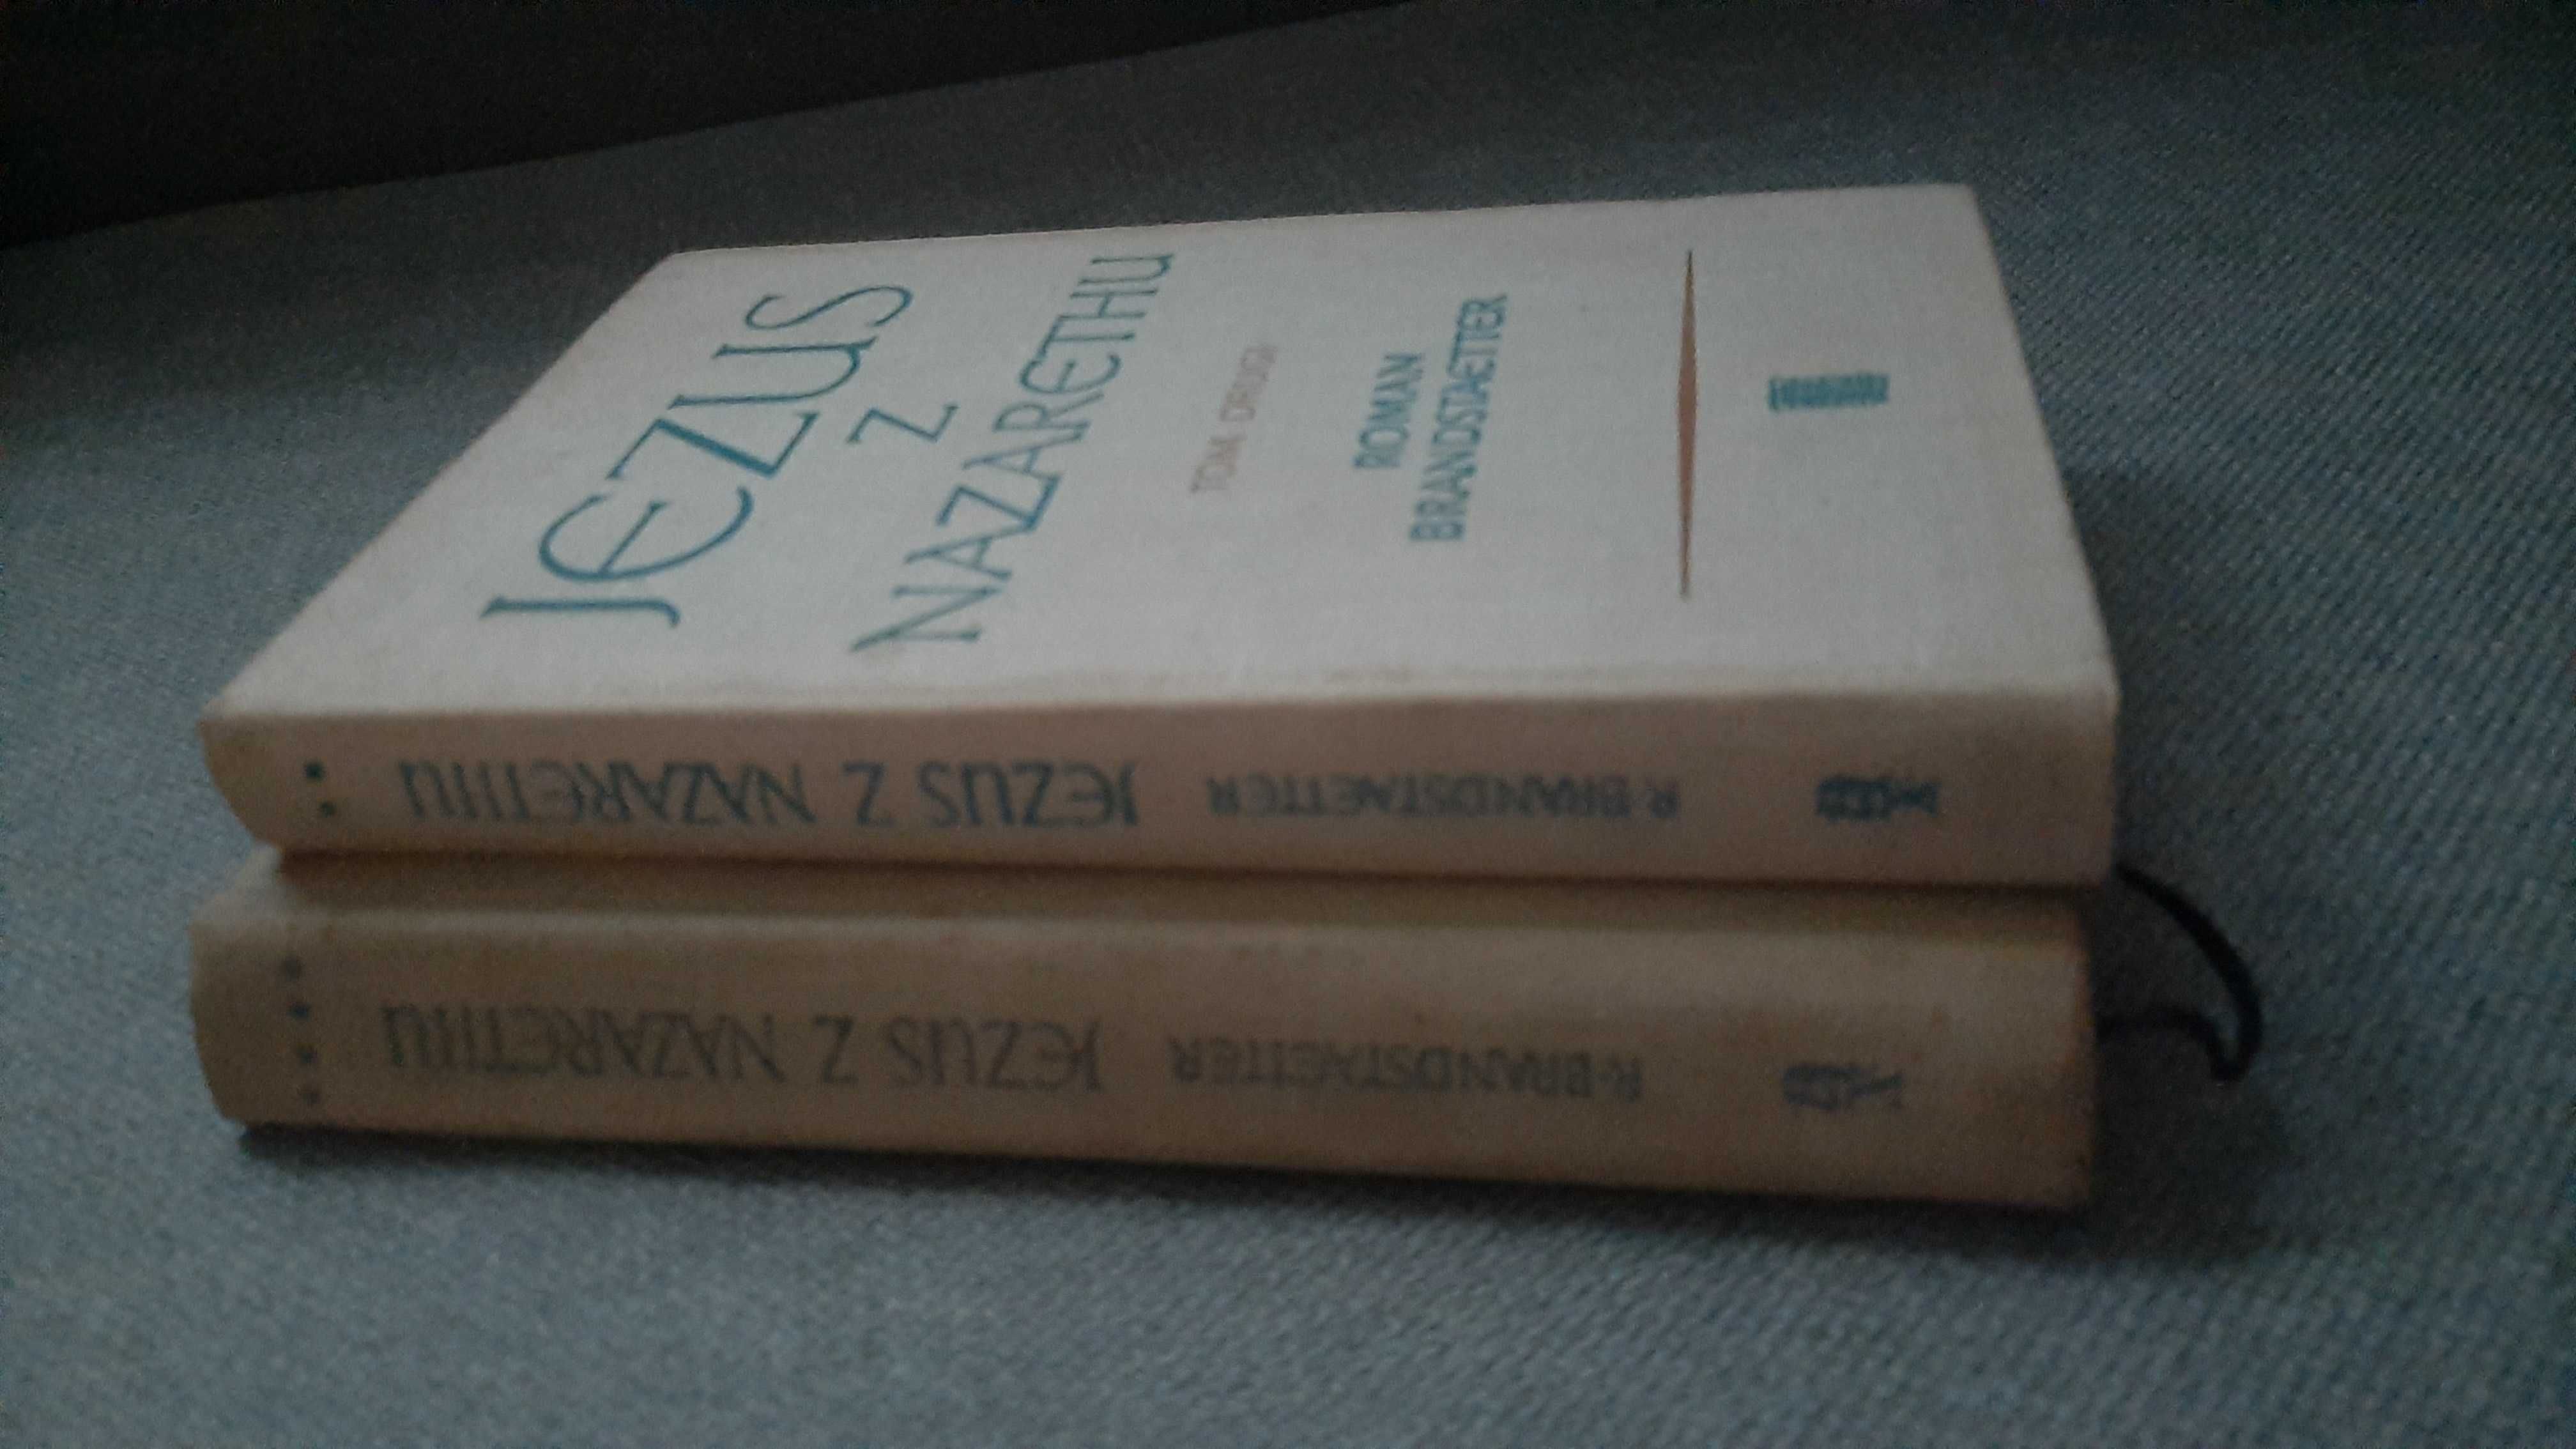 JEZUS
Z
NAZARETHU
TOM DRUGI
ROMAN
BRANDSTAETTER
R·BRANDSTAETTER JEZUS Z NAZARETHU
R·BRANDSTAETTER JEZUS Z NAZARETHU